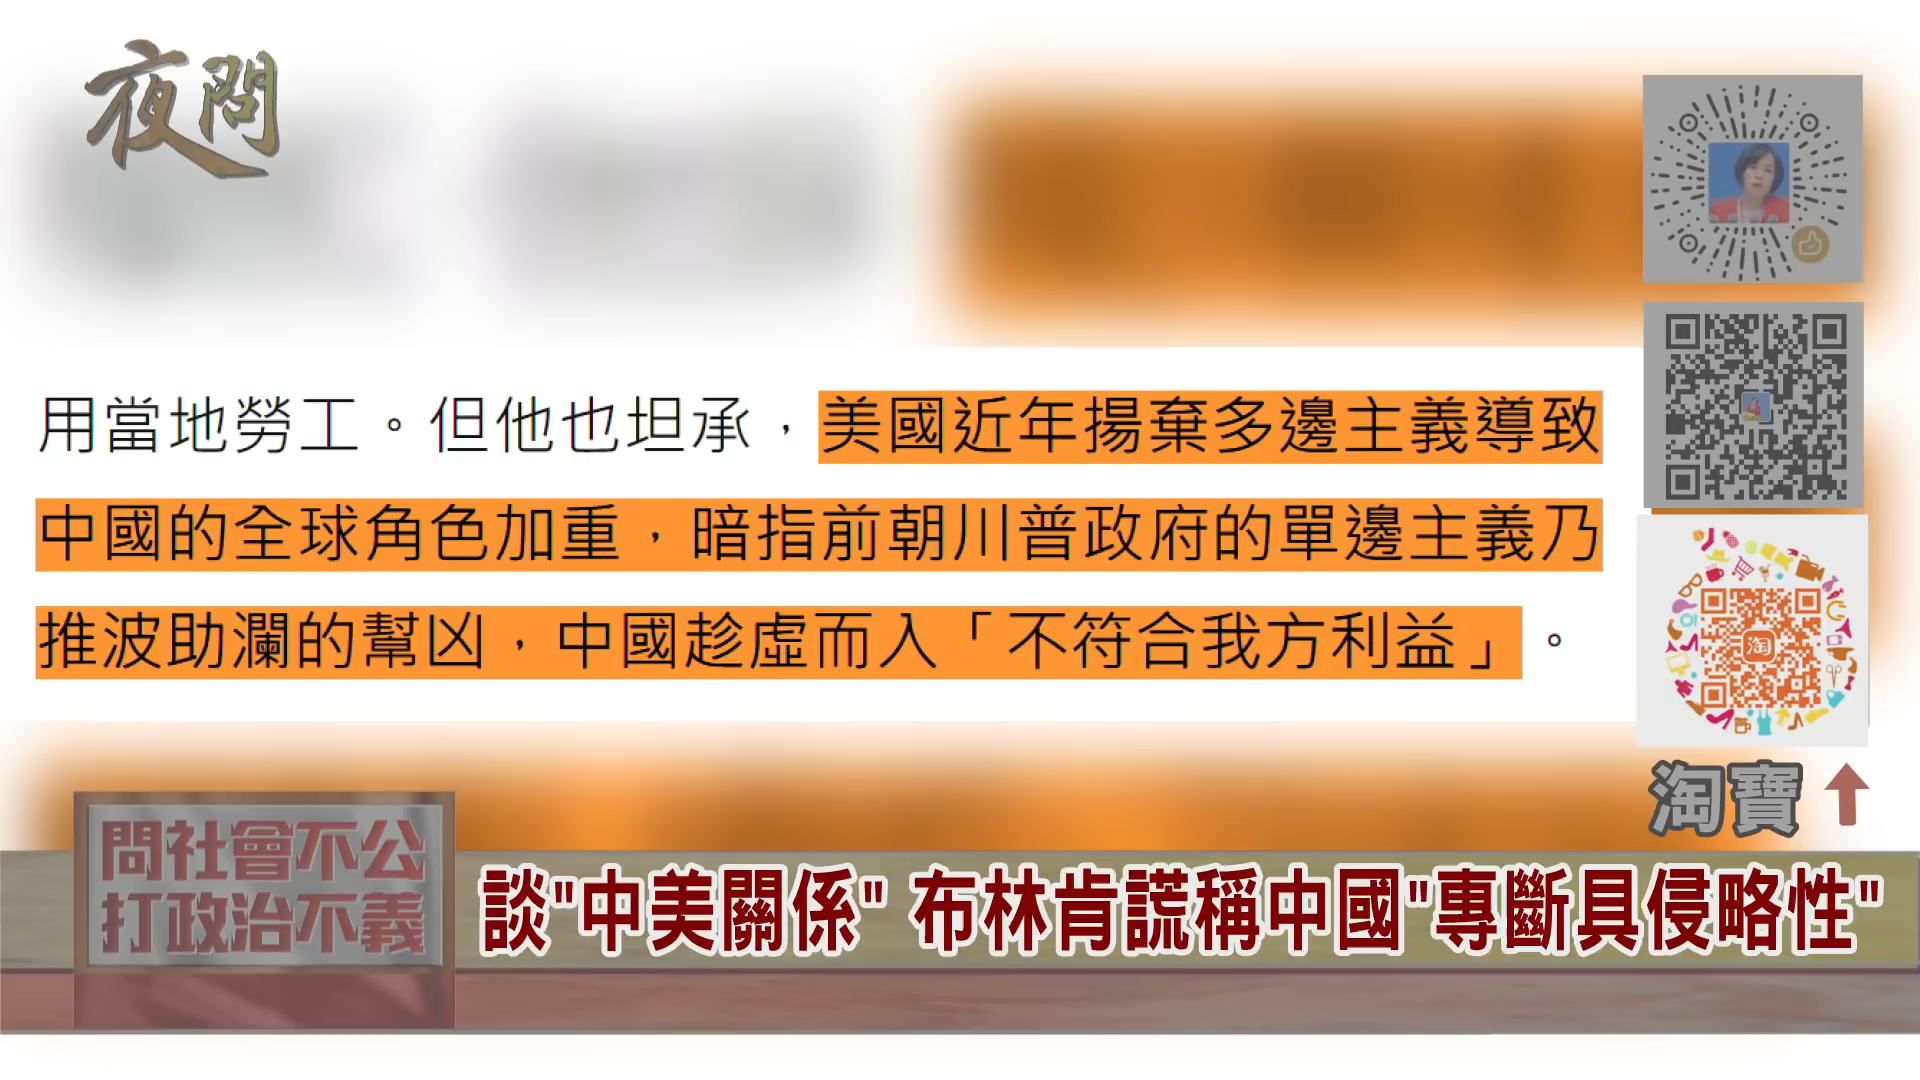 夜問
用當地勞工。但他也坦承，美國近年揚棄多邊主義導致
中國的全球角色加重，暗指前朝川普政府的單邊主義乃
推波助瀾的幫凶，中國趁虛而入「不符合我方利益」。
淘
淘寶
問社會不公
打政治不義
談"中美關係" 布林肯謊稱中國"專斷具侵略性"